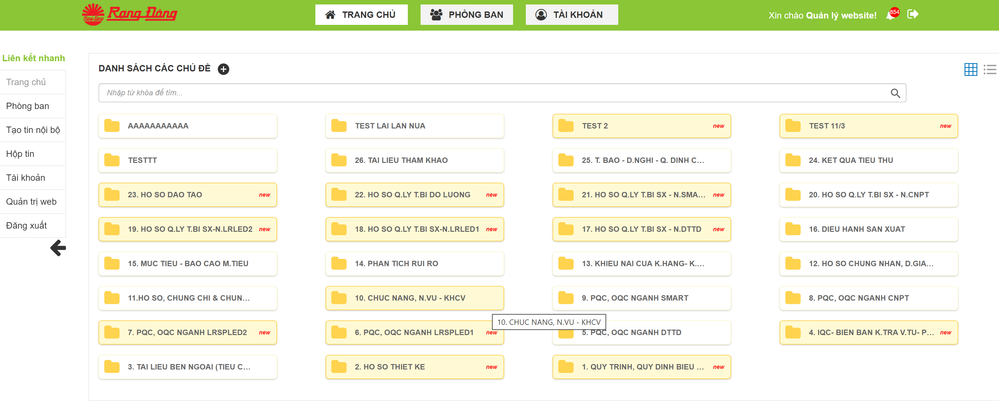 Rạng Đông
Rạng Đông
TRANG CHỦ
PHÒNG BAN
TÀI KHOẢN
Xin chào Quản lý website!
854
Liên kết nhanh
Trang chủ
Phòng ban
Tạo tin nội bộ
Hộp tin
Tài khoản
Quản trị web
Đăng xuất
DANH SÁCH CÁC CHỦ ĐỀ
Nhập từ khóa để tìm...
AAAAAAAAAAA
TEST LAI LAN NUA
TEST 2 new
TEST 11/3 new
TESTTT
26. TAI LIEU THAM KHAO
25. T. BAO - D.NGHI - Q. DINH C...
24. KET QUA TIEU THU
23. HO SO DAO TAO new
22. HO SO Q.LY T.BI DO LUONG new
21. HO SO Q.LY T.BI SX - N.SMA... new
20. HO SO Q.LY T.BI SX - N.CNPT
19. HO SO Q.LY T.BI SX-N.LRLED2 new
18. HO SO Q.LY T.BI SX-N.LRLED1 new
17. HO SO Q.LY T.BI SX - N.DTTD new
16. DIEU HANH SAN XUAT
15. MUC TIEU - BAO CAO M.TIEU
14. PHAN TICH RUI RO
13. KHIEU NAI CUA K.HANG- K....
12. HO SO CHUNG NHAN, D.GIA...
11.HO SO, CHUNG CHI & CHUN...
10. CHUC NANG, N.VU - KHCV
9. PQC, OQC NGANH SMART
8. PQC, OQC NGANH CNPT
10. CHUC NANG, N.VU - KHCV
7. PQC, OQC NGANH LRSPLED2 new
6. PQC, OQC NGANH LRSPLED1 new
5. PQC, OQC NGANH DTTD
4. IQC- BIEN BAN K.TRA V.TU- P... new
3. TAI LIEU BEN NGOAI (TIEU C...
2. HO SO THIET KE new
1. QUY TRINH, QUY DINH BIEU ... new